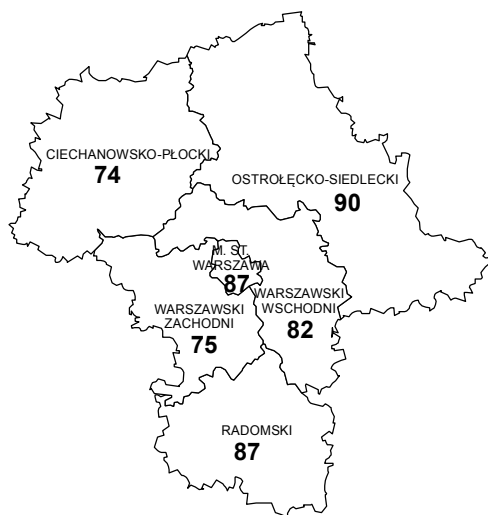 CIECHANOWSKO-PŁOCKI
74
OSTROŁĘCKO-SIEDLECKI
90
M. ST.
WARSZAWA
87
WARSZAWSKI
WSCHODNI
82
WARSZAWSKI
ZACHODNI
75
RADOMSKI
87